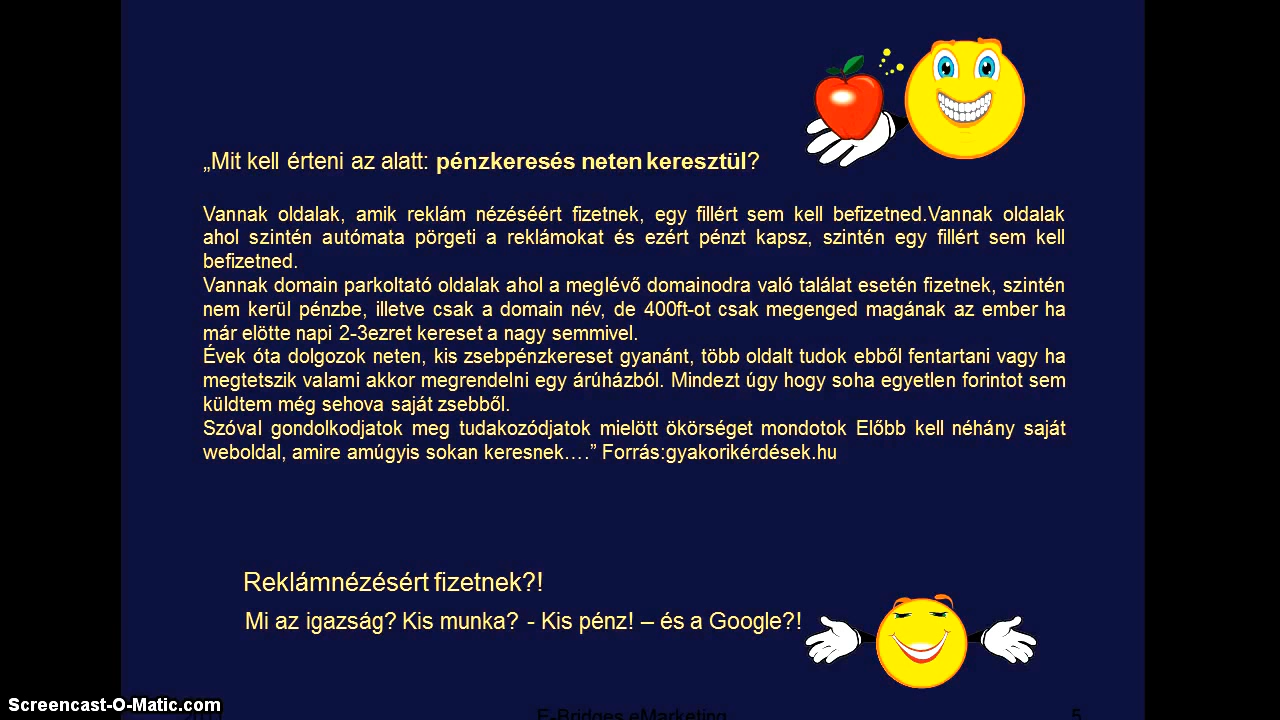 „Mit kell érteni az alatt: pénzkeresés neten keresztül?
Vannak oldalak, amik reklám nézéséért fizetnek, egy fillért sem kell befizetned.Vannak oldalak
ahol szintén autómata pörgeti a reklámokat és ezért pénzt kapsz, szintén egy fillért sem kell
befizetned.
Vannak domain parkoltató oldalak ahol a meglévő domainodra való találat esetén fizetnek, szintén
nem kerül pénzbe, illetve csak a domain név, de 400ft-ot csak megenged magának az ember ha
már elötte napi 2-3ezret kereset a nagy semmivel.
Évek óta dolgozok neten, kis zsebpénzkereset gyanánt, több oldalt tudok ebből fentartani vagy ha
megtetszik valami akkor megrendelni egy árúházból. Mindezt úgy hogy soha egyetlen forintot sem
küldtem még sehova saját zsebből.
Szóval gondolkodjatok meg tudakozódjatok mielött ökörséget mondotok Előbb kell néhány saját
weboldal, amire amúgyis sokan keresnek….” Forrás:gyakorikérdések.hu
Reklámnézésért fizetnek?!
Mi az igazság? Kis munka? - Kis pénz! – és a Google?!
Screencast-O-Matic.com
E-Bridges eMarketing
5